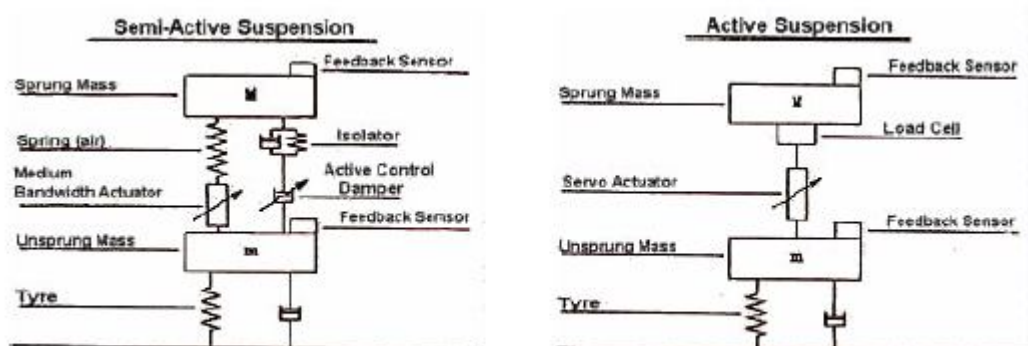 Semi-Active Suspension
Feedback Sensor
Sprung Mass
M
Spring (air)
Isolator
Medium
Bandwidth Actuator
Active Control
Damper
Feedback Sensor
Unsprung Mass
m
Tyre
Active Suspension
Feedback Sensor
Sprung Mass
M
Load Cell
Servo Actuator
Feedback Sensor
Unsprung Mass
m
Tyre